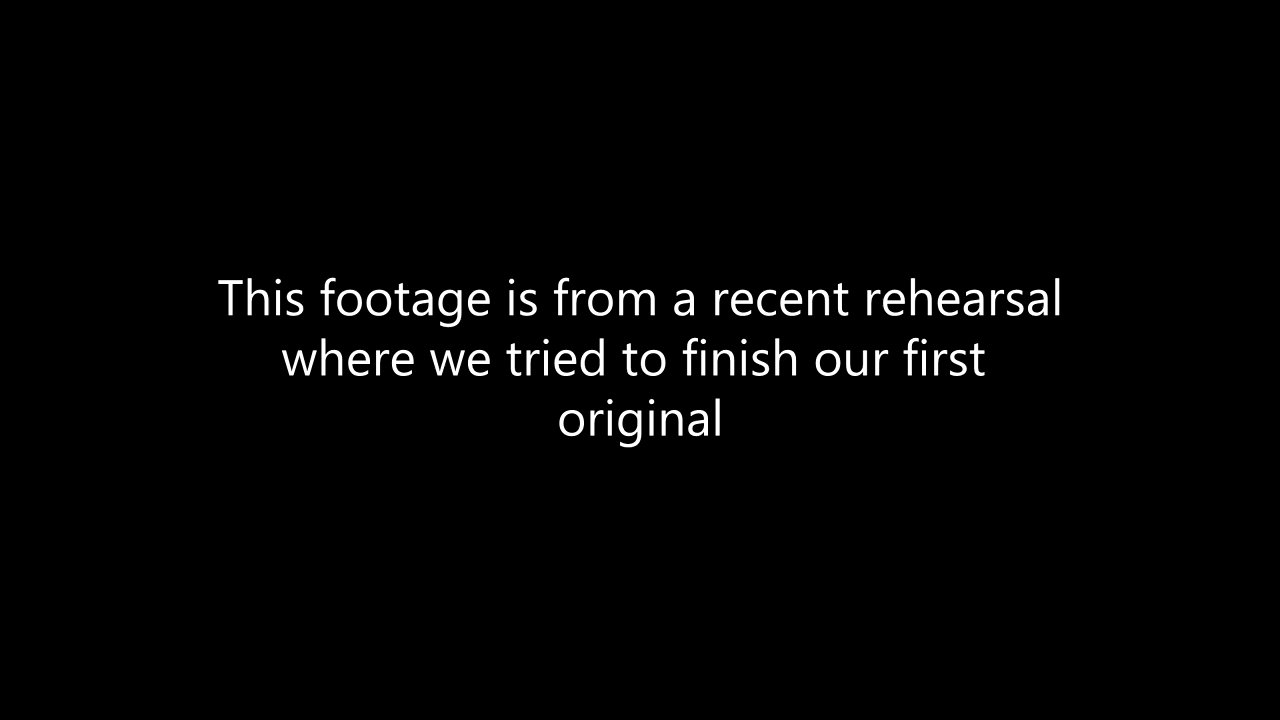 This footage is from a recent rehearsal
where we tried to finish our first
original